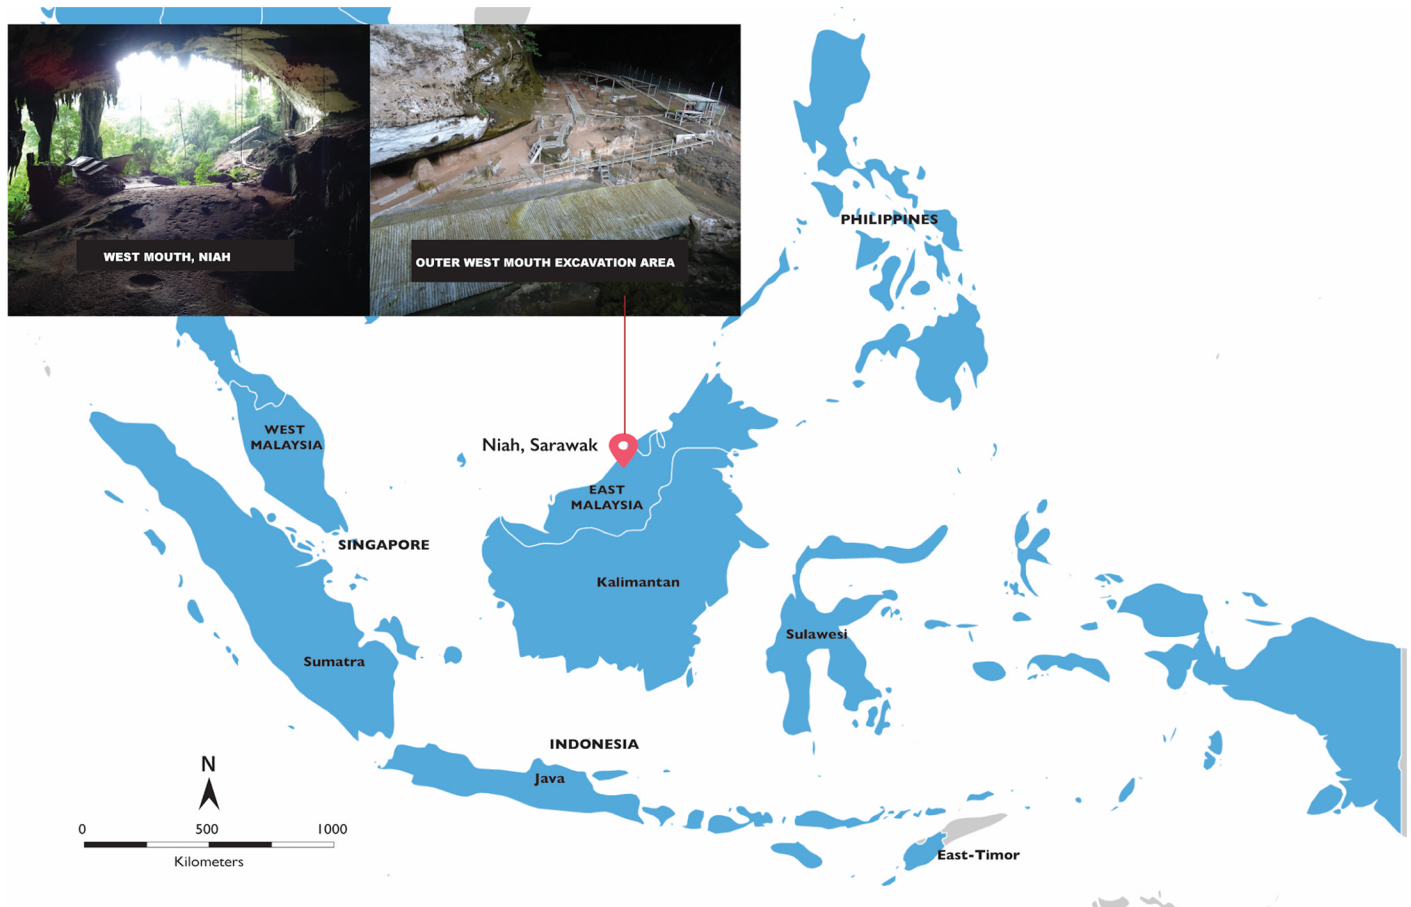 WEST MOUTH, NIAH
OUTER WEST MOUTH EXCAVATION AREA
PHILIPPINES
WEST
MALAYSIA
Niah, Sarawak
EAST
MALAYSIA
SINGAPORE
Kalimantan
Sulawesi
Sumatra
INDONESIA
Java
N
0 500 1000
Kilometers
East-Timor